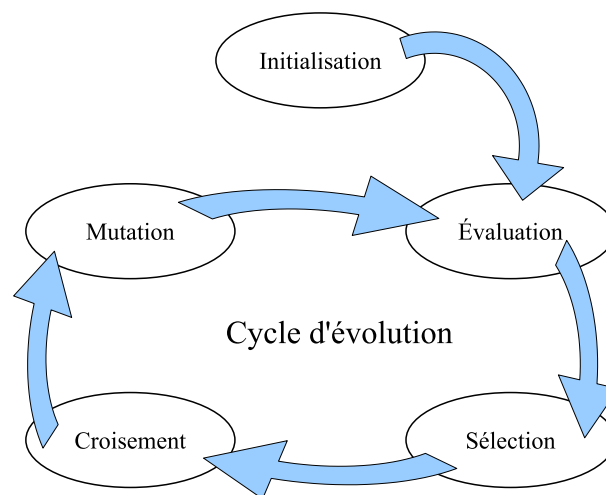 Initialisation
Mutation
Évaluation
Cycle d'évolution
Croisement
Sélection